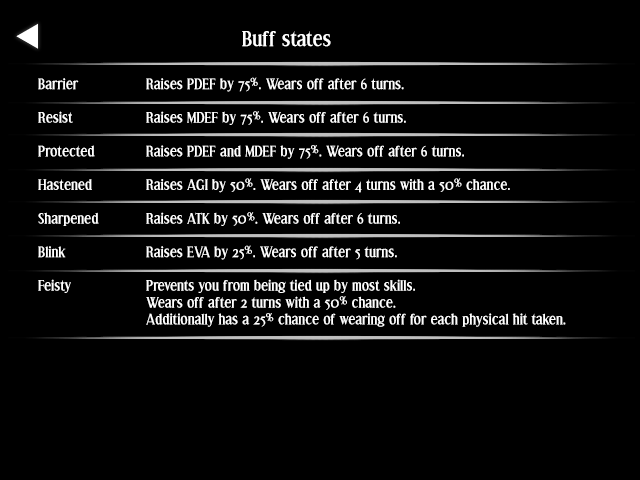 Buff states
Barrier Raises PDEF by 75%. Wears off after 6 turns.
Resist Raises MDEF by 75%. Wears off after 6 turns.
Protected Raises PDEF and MDEF by 75%. Wears off after 6 turns.
Hastened Raises AGI by 50%. Wears off after 4 turns with a 50% chance.
Sharpened Raises ATK by 50%. Wears off after 6 turns.
Blink Raises EVA by 25%. Wears off after 5 turns.
Feisty Prevents you from being tied up by most skills.
Wears off after 2 turns with a 50% chance.
Additionally has a 25% chance of wearing off for each physical hit taken.